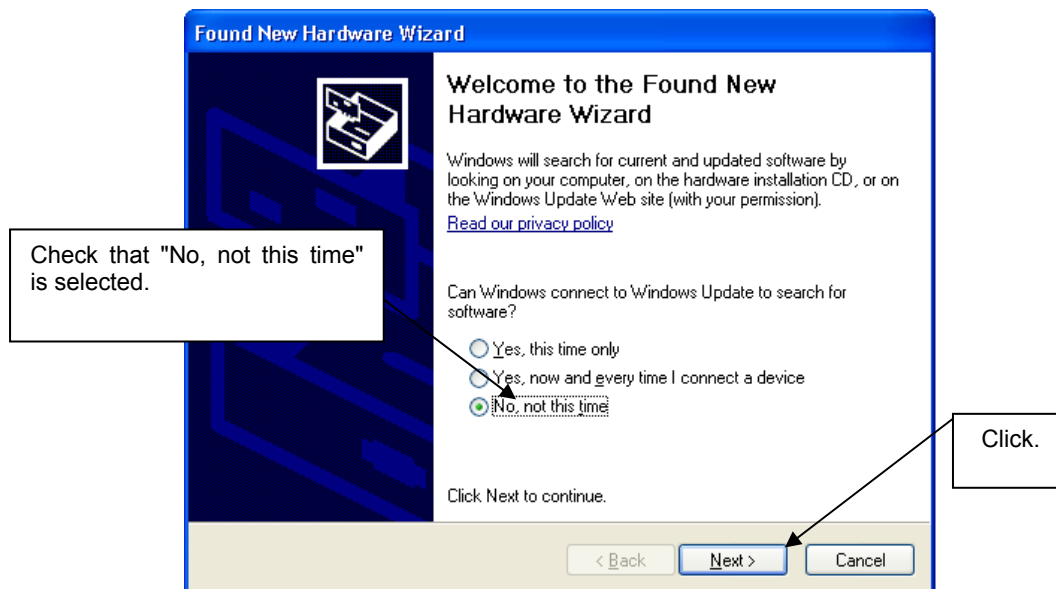 Found New Hardware Wizard
Welcome to the Found New
Hardware Wizard
Windows will search for current and updated software by
looking on your computer, on the hardware installation CD, or on
the Windows Update Web site (with your permission).
Read our privacy policy
Check that "No, not this time"
is selected.
Can Windows connect to Windows Update to search for
software?
Yes, this time only
Yes, now and every time I connect a device
No, not this time
Click.
Click Next to continue.
< Back
Next >
Cancel